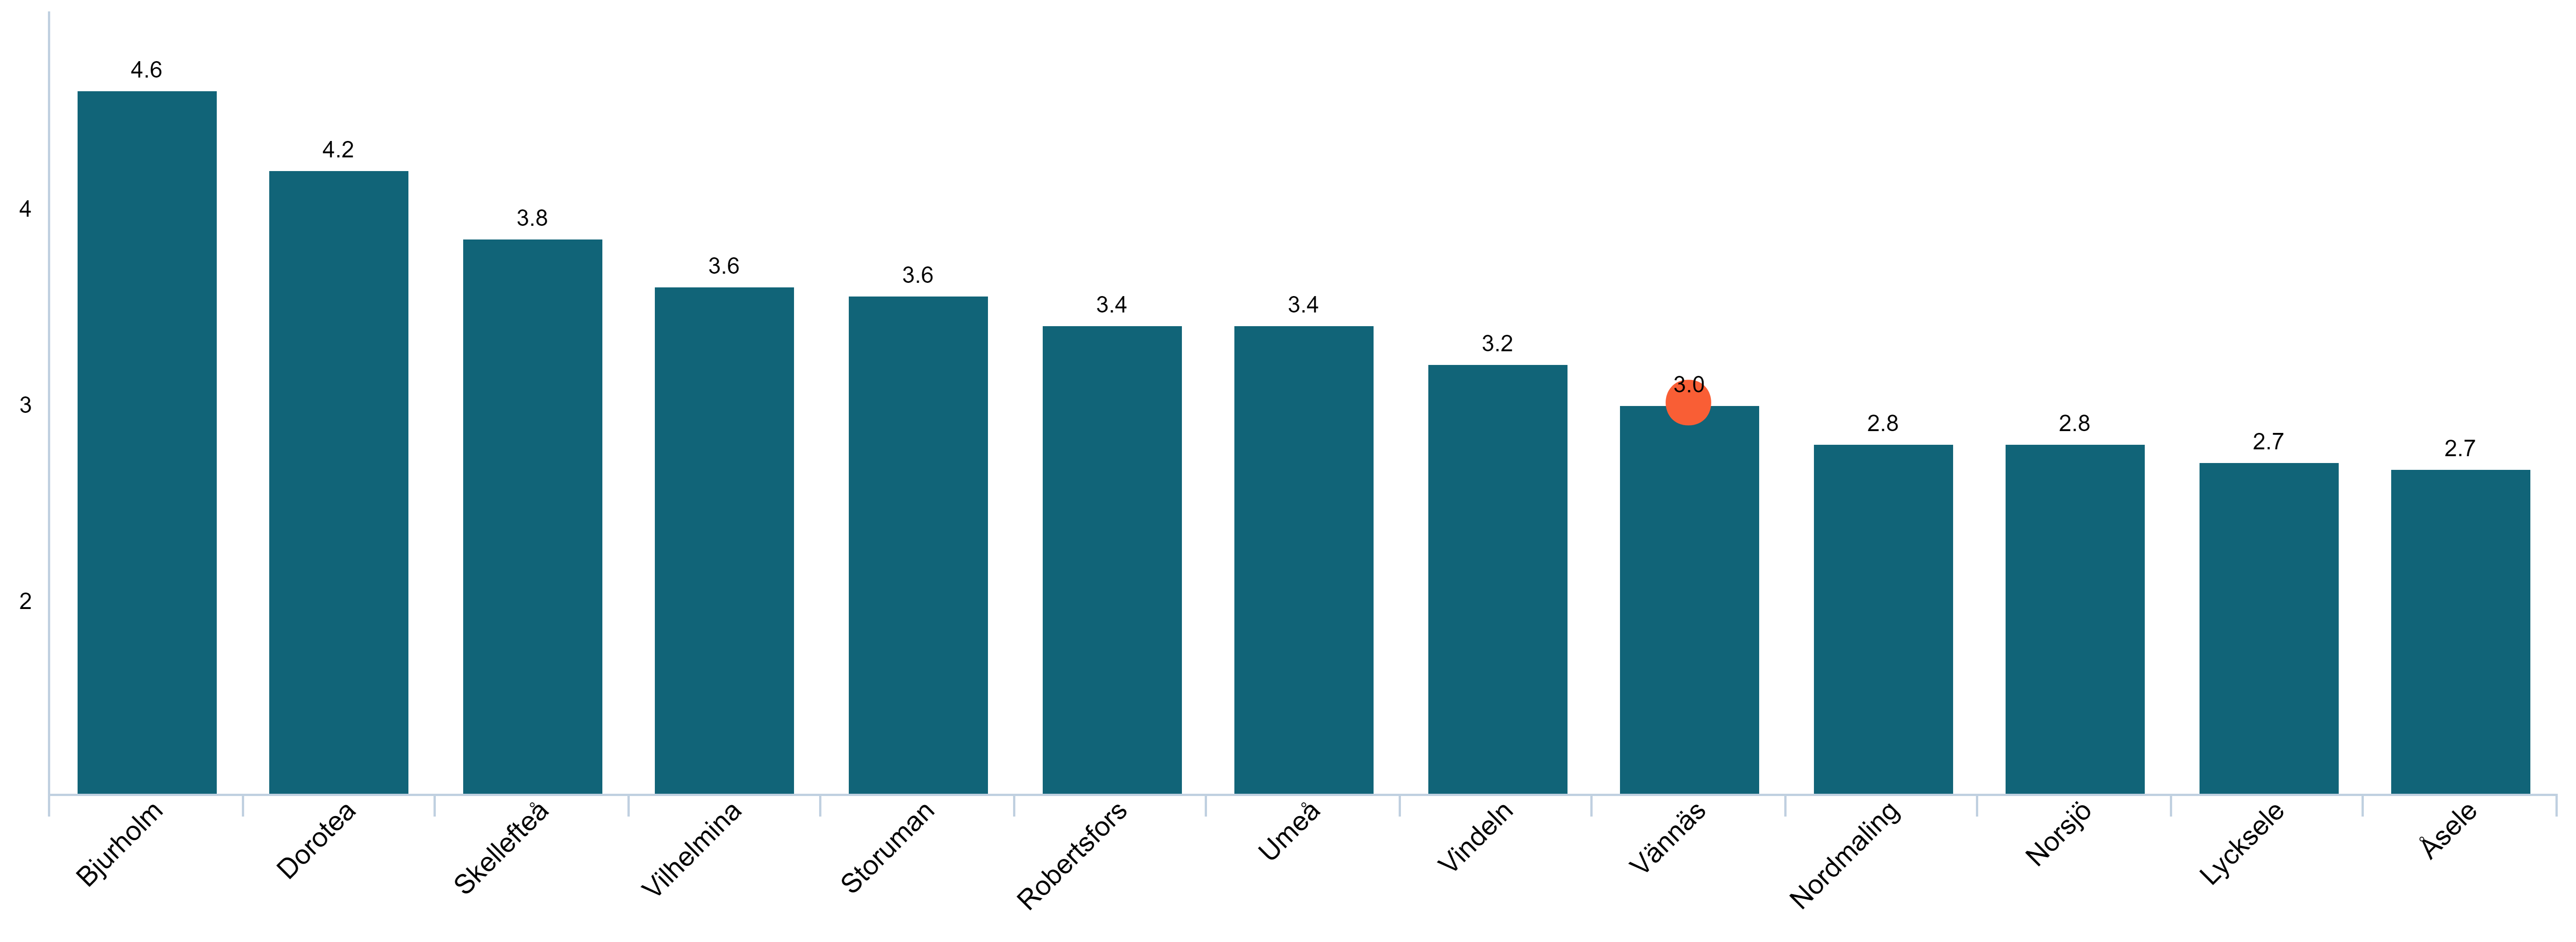 4.6
4.2
3.8
3.6
3.6
3.4
3.4
3.2
3.0
2.8
2.8
2.7
2.7
4
3
2
Bjurholm
Dorotea
Skellefteå
Vilhelmina
Storuman
Robertsfors
Umeå
Vindeln
Vännäs
Nordmaling
Norsjö
Lycksele
Åsele